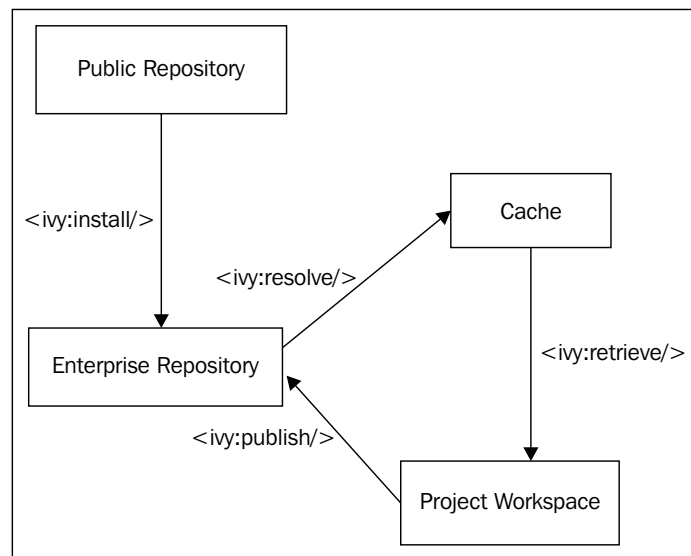 Public Repository
<ivy:install/>
Cache
<ivy:resolve/>
Enterprise Repository
<ivy:retrieve/>
<ivy:publish/>
Project Workspace